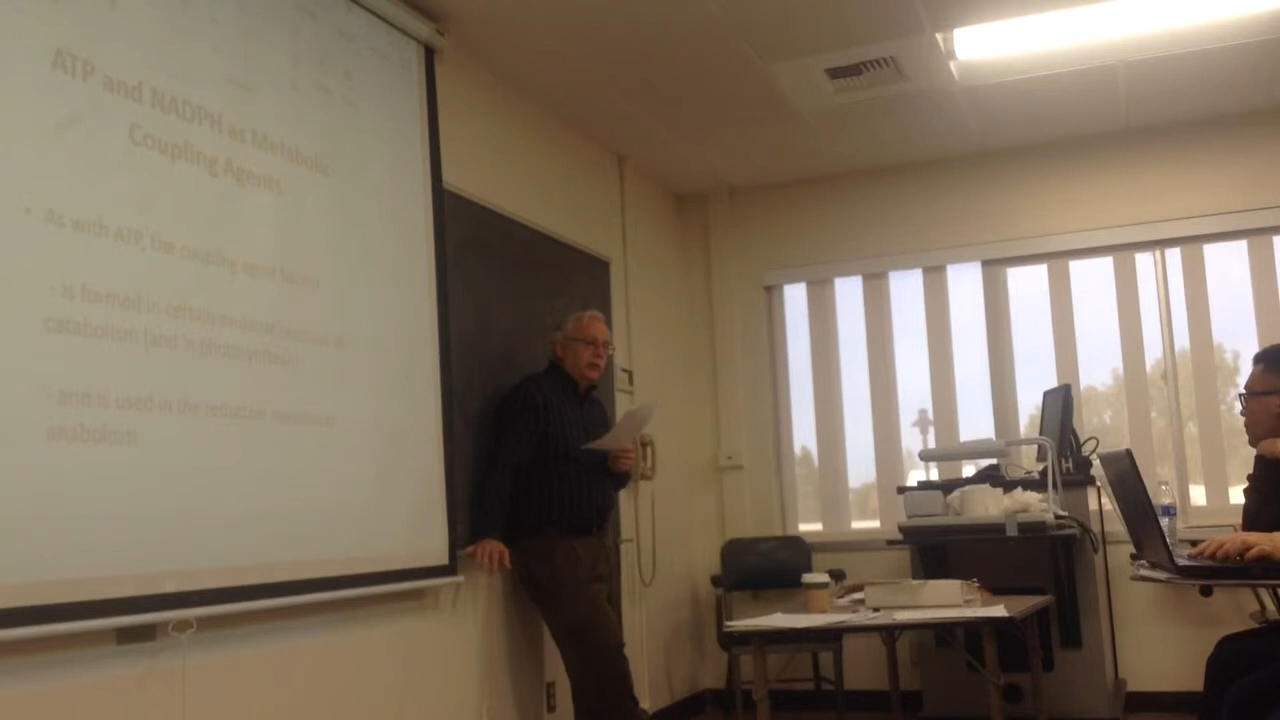 ATP and NADPH as Metabolic
Coupling Agents
• As with ATP, the coupling agent
- is formed in certain oxidative reactions of
catabolism (and in photosynthesis)
- and is used in the reduction reactions of
anabolism